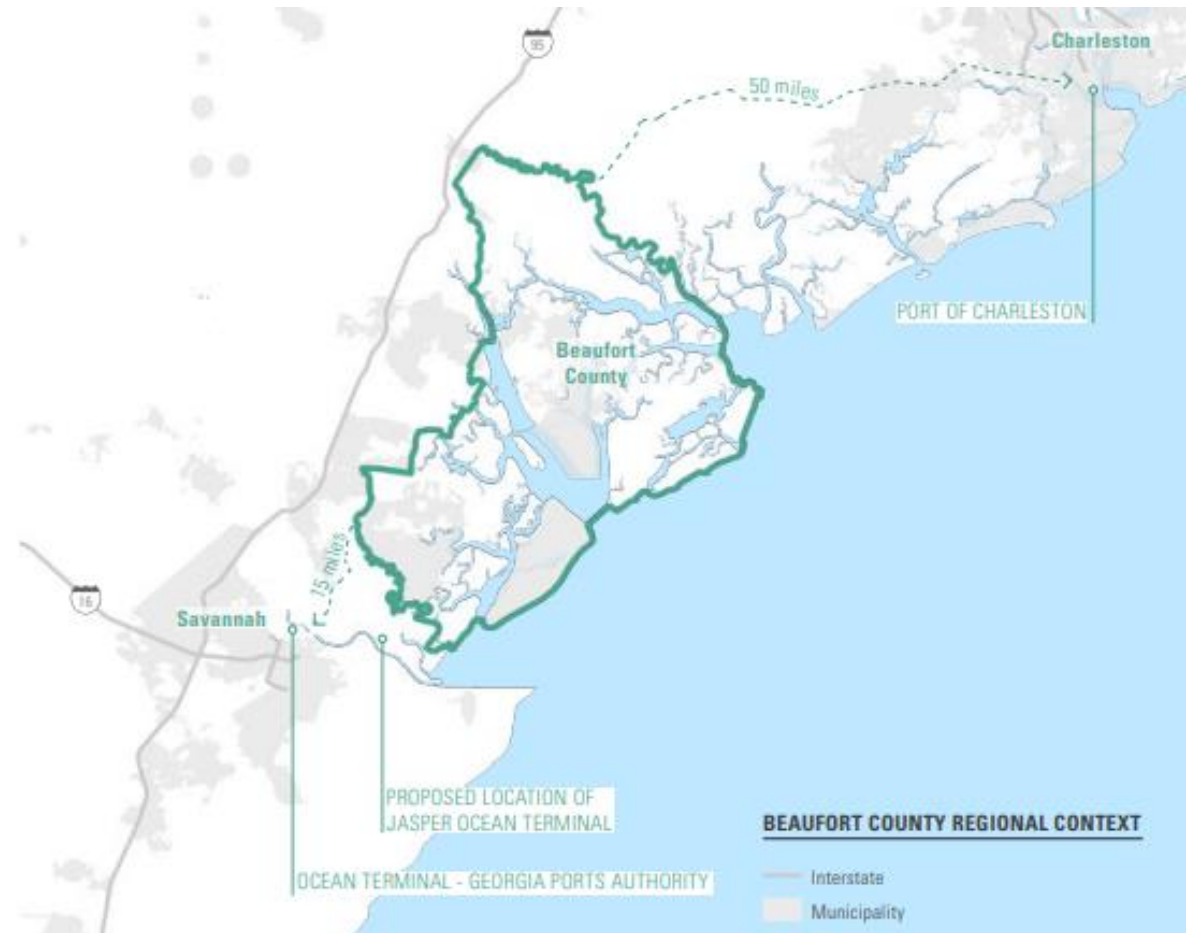 95
Charleston
50 miles
PORT OF CHARLESTON
Beaufort
County
15 miles
16
Savannah
PROPOSED LOCATION OF
JASPER OCEAN TERMINAL
OCEAN TERMINAL - GEORGIA PORTS AUTHORITY
BEAUFORT COUNTY REGIONAL CONTEXT
Interstate
Municipality